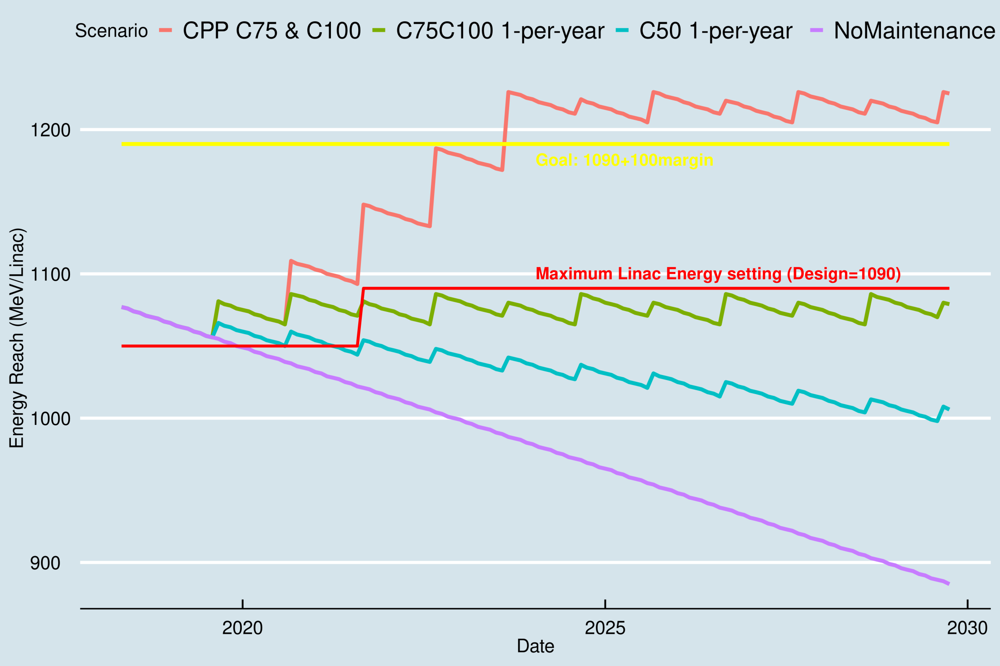 Scenario CPP C75 & C100 C75C100 1-per-year C50 1-per-year NoMaintenance
1200
Goal: 1090+100margin
Maximum Linac Energy setting (Design=1090)
1100
1000
900
Energy Reach (MeV/Linac)
2020 2025 2030
Date